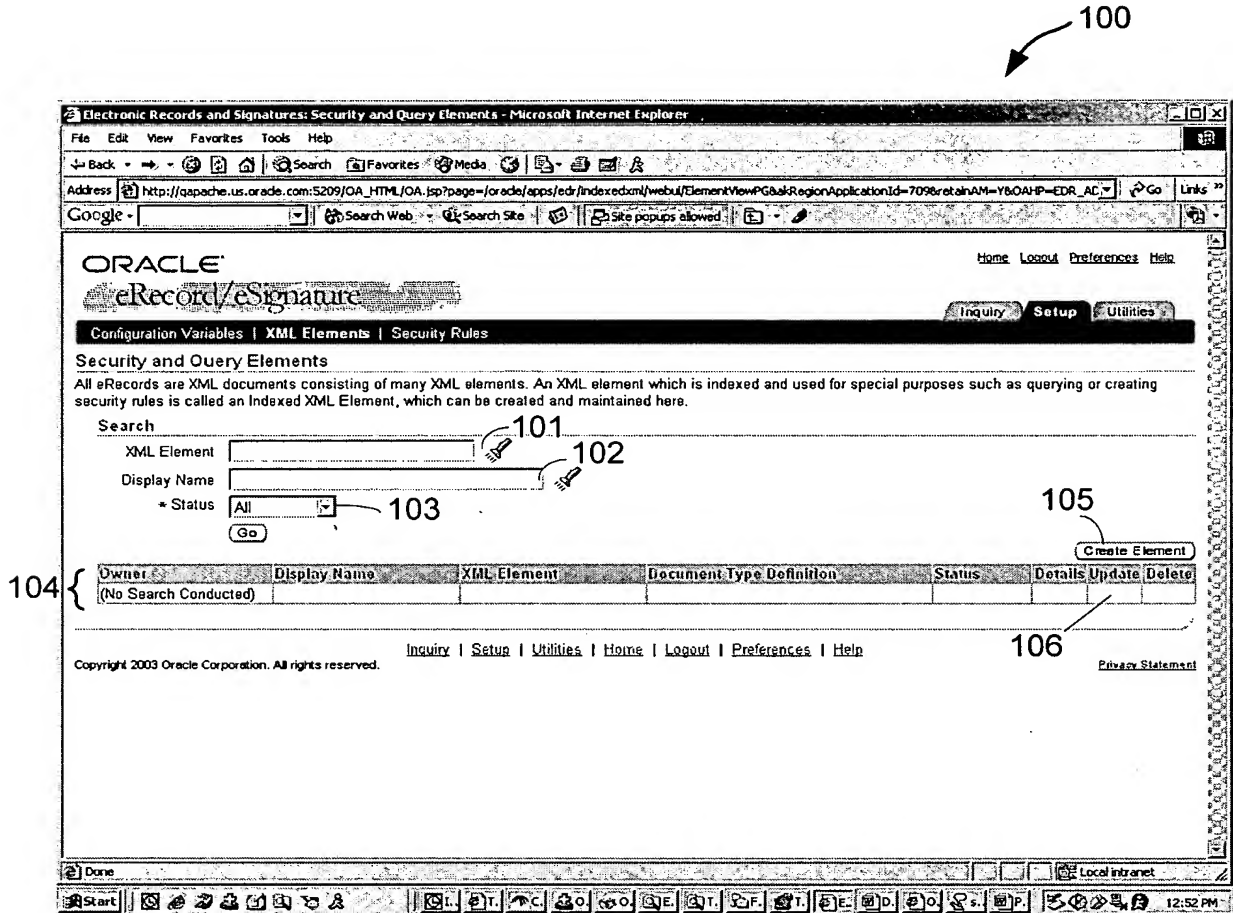 100
Electronic Records and Signatures: Security and Query Elements - Microsoft Internet Explorer
File Edit View Favorites Tools Help
Back Search Favorites Media
Address http://qapache.us.oracle.com:5209/OA_HTML/OA.jsp?page=/oracle/apps/edr/indexedxml/webui/ElementViewPG&akRegionApplicationId=709&retainAM=Y&OAHP=EDR_AD Go Links »
Google Search Web Search Site Site popups allowed
ORACLE
Home Logout Preferences Help
eRecord/eSignature
Inquiry Setup Utilities
Configuration Variables | XML Elements | Security Rules
Security and Query Elements
All eRecords are XML documents consisting of many XML elements. An XML element which is indexed and used for special purposes such as querying or creating
security rules is called an Indexed XML Element, which can be created and maintained here.
Search
101
XML Element
102
Display Name
* Status All
103
Go
105
Create Element
104
Owner Display Name XML Element Document Type Definition Status Details Update Delete
(No Search Conducted)
106
Inquiry | Setup | Utilities | Home | Logout | Preferences | Help
Copyright 2003 Oracle Corporation. All rights reserved.
Privacy Statement
Done
Local intranet
Start
12:52 PM